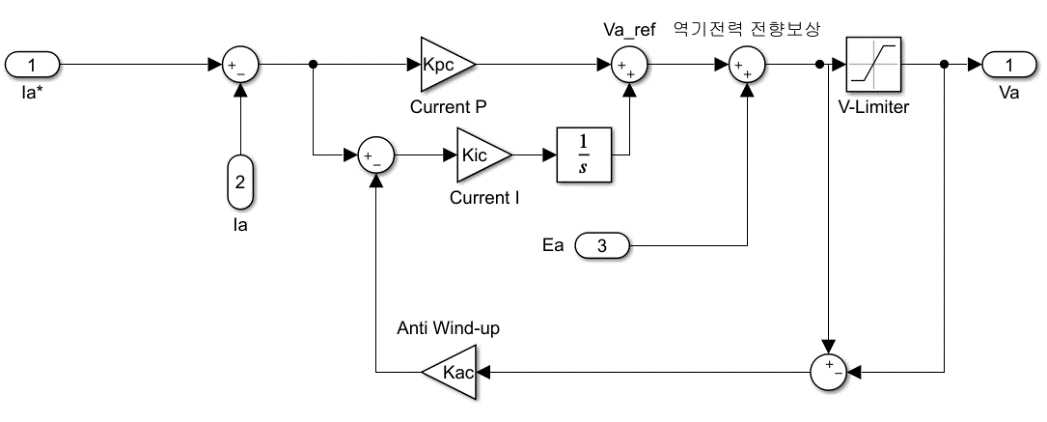 Va_ref 역기전력 전향보상
1
Ia*
+
−
Kpc
Current P
+
+
+
+
V-Limiter
1
Va
2
Ia
+
−
Kic
Current I
1
s
Ea 3
Anti Wind-up
Kac
+
−